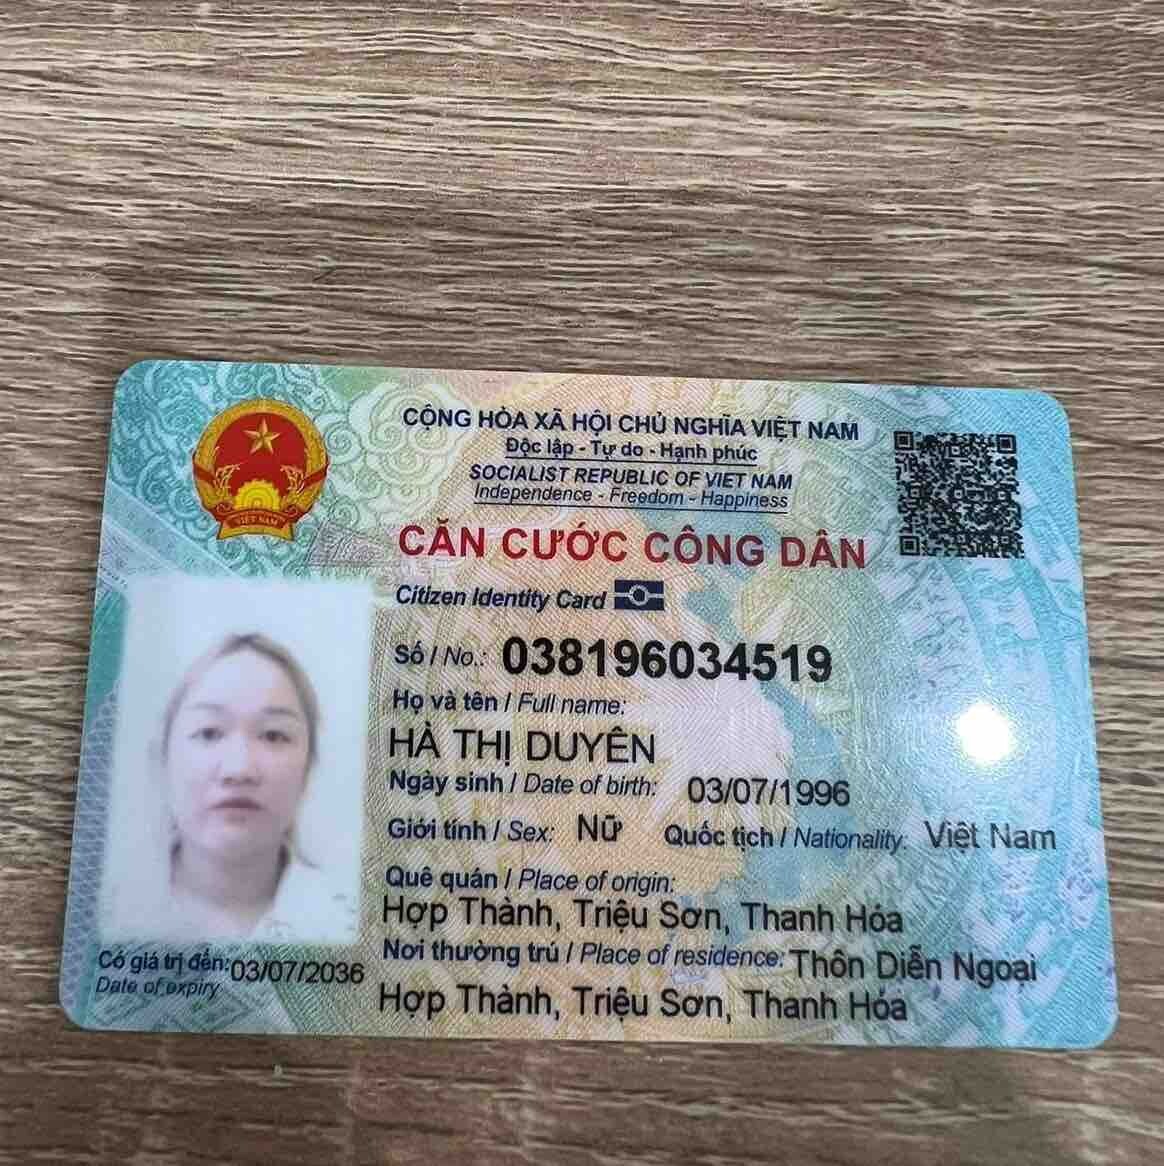 CỘNG HÒA XÃ HỘI CHỦ NGHĨA VIỆT NAM
Độc lập - Tự do - Hạnh phúc
SOCIALIST REPUBLIC OF VIET NAM
Independence - Freedom - Happiness
VIỆT NAM
CĂN CƯỚC CÔNG DÂN
Citizen Identity Card
Số / No.: 038196034519
Họ và tên / Full name:
HÀ THỊ DUYÊN
Ngày sinh / Date of birth: 03/07/1996
Giới tính / Sex: Nữ Quốc tịch / Nationality: Việt Nam
Quê quán / Place of origin:
Hợp Thành, Triệu Sơn, Thanh Hóa
Nơi thường trú / Place of residence: Thôn Diễn Ngoại
Hợp Thành, Triệu Sơn, Thanh Hóa
Có giá trị đến: 03/07/2036
Date of expiry